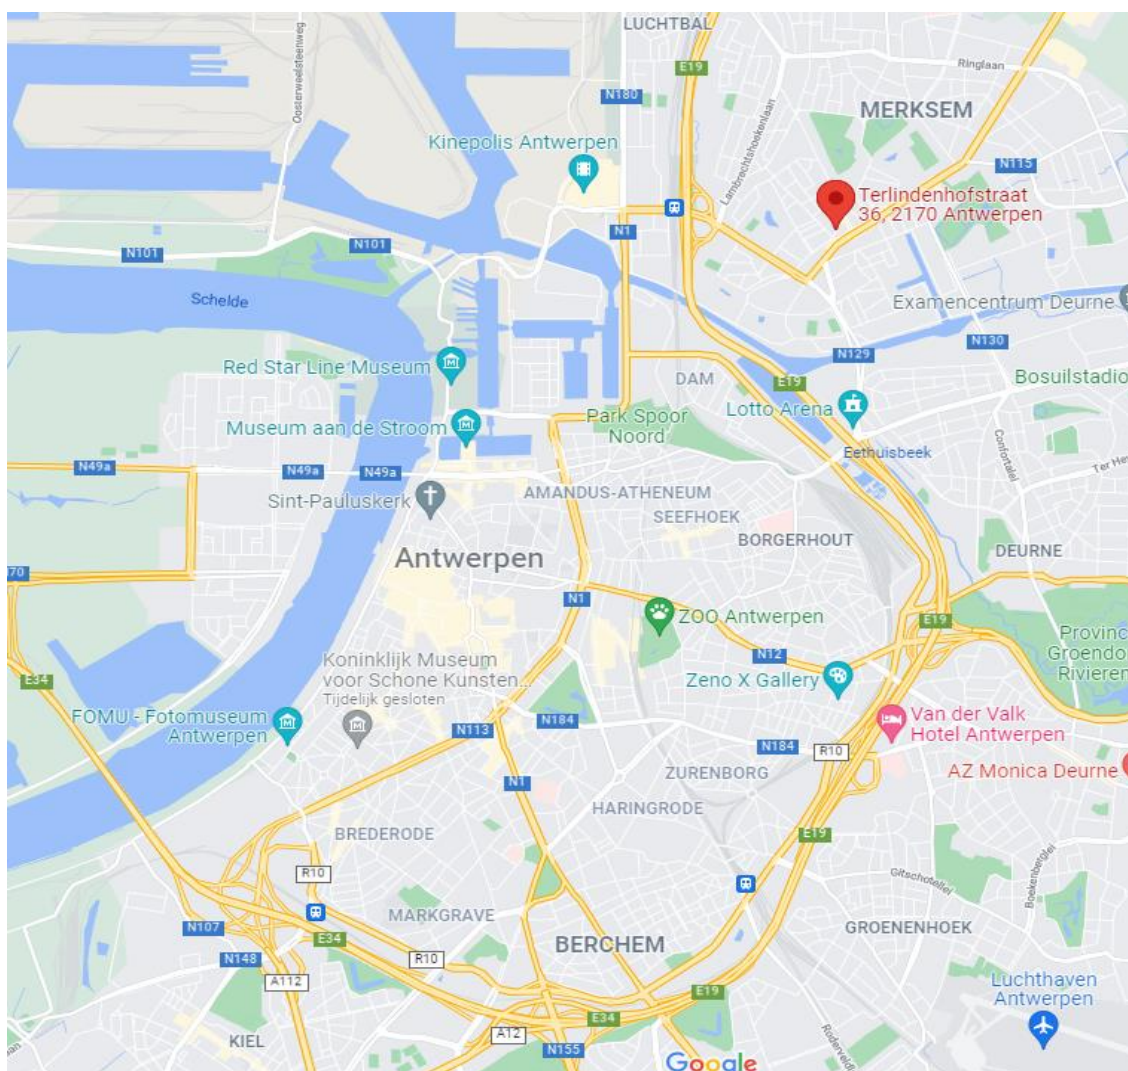 LUCHTBAL
Oosterweelsteenweg
E19
Ringlaan
N180
MERKSEM
Lambrechtshoekenlaan
Kinepolis Antwerpen
N115
Terlindenhofstraat
36, 2170 Antwerpen
N1
N101
N101
Schelde
Examencentrum Deurne
N130
N129
Red Star Line Museum
DAM
E19
Bosuilstadio
Lotto Arena
Park Spoor
Noord
Museum aan de Stroom
Confortalei
Eethuisbeek
N49a
N49a
N49a
Ter He
Sint-Pauluskerk
AMANDUS-ATHENEUM
SEEFHOEK
BORGERHOUT
DEURNE
Antwerpen
N70
N1
ZOO Antwerpen
E19
Provinc
Groendo
Rivieren
N12
Koninklijk Museum
voor Schone Kunsten...
Tijdelijk gesloten
Zeno X Gallery
E34
FOMU - Fotomuseum
Antwerpen
N113
N184
Van der Valk
Hotel Antwerpen
N184
R10
ZURENBORG
AZ Monica Deurne
N1
HARINGRODE
BREDERODE
E19
R10
Gitschotellei
Boekenberglei
MARKGRAVE
N107
E34
BERCHEM
GROENENHOEK
N148
R10
A112
Luchthaven
Antwerpen
E19
E34
A12
KIEL
N155
Google